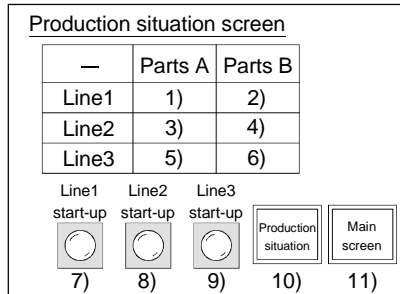 Production situation screen
— Parts A Parts B
Line1 1) 2)
Line2 3) 4)
Line3 5) 6)
Line1 Line2 Line3
start-up start-up start-up
Production situation
Main screen
7) 8) 9) 10) 11)